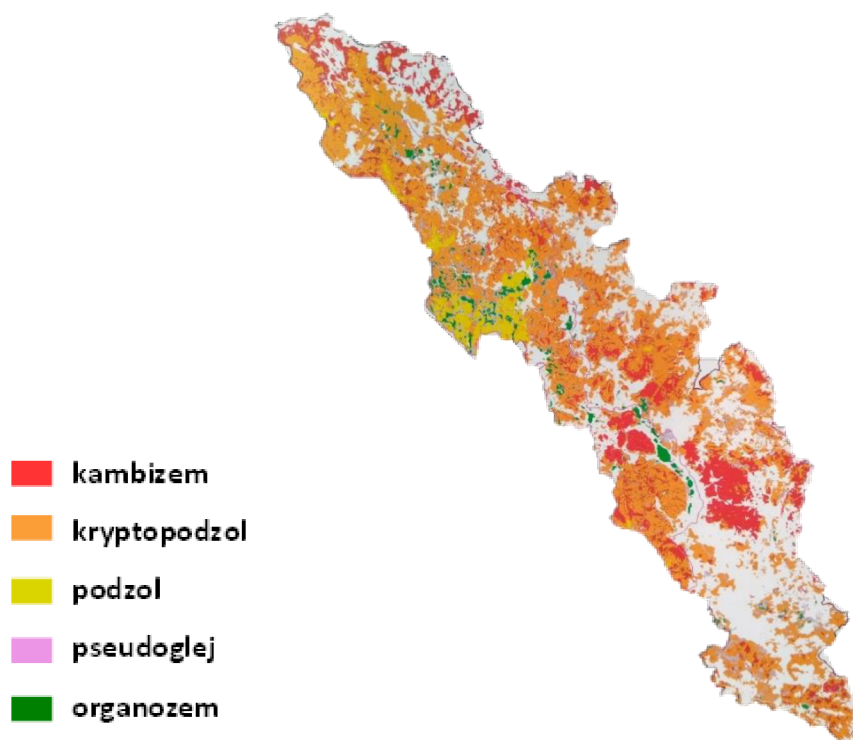 kambizem
kryptopodzol
podzol
pseudoglej
organozem